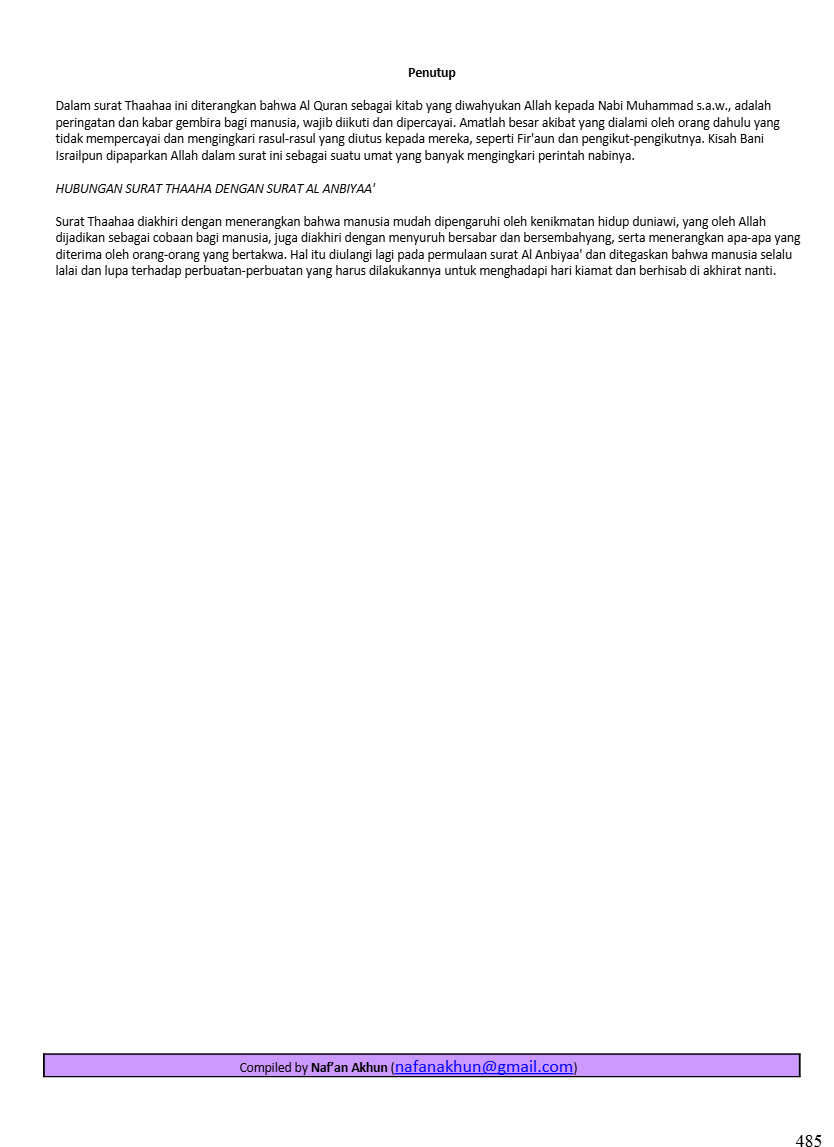 Penutup
Dalam surat Thaahaa ini diterangkan bahwa Al Quran sebagai kitab yang diwahyukan Allah kepada Nabi Muhammad s.a.w., adalah
peringatan dan kabar gembira bagi manusia, wajib diikuti dan dipercayai. Amatlah besar akibat yang dialami oleh orang dahulu yang
tidak mempercayai dan mengingkari rasul-rasul yang diutus kepada mereka, seperti Fir'aun dan pengikut-pengikutnya. Kisah Bani
Israilpun dipaparkan Allah dalam surat ini sebagai suatu umat yang banyak mengingkari perintah nabinya.
HUBUNGAN SURAT THAAHA DENGAN SURAT AL ANBIYAA'
Surat Thaahaa diakhiri dengan menerangkan bahwa manusia mudah dipengaruhi oleh kenikmatan hidup duniawi, yang oleh Allah
dijadikan sebagai cobaan bagi manusia, juga diakhiri dengan menyuruh bersabar dan bersembahyang, serta menerangkan apa-apa yang
diterima oleh orang-orang yang bertakwa. Hal itu diulangi lagi pada permulaan surat Al Anbiyaa' dan ditegaskan bahwa manusia selalu
lalai dan lupa terhadap perbuatan-perbuatan yang harus dilakukannya untuk menghadapi hari kiamat dan berhisab di akhirat nanti.
Compiled by Naf’an Akhun (nafanakhun@gmail.com)
485